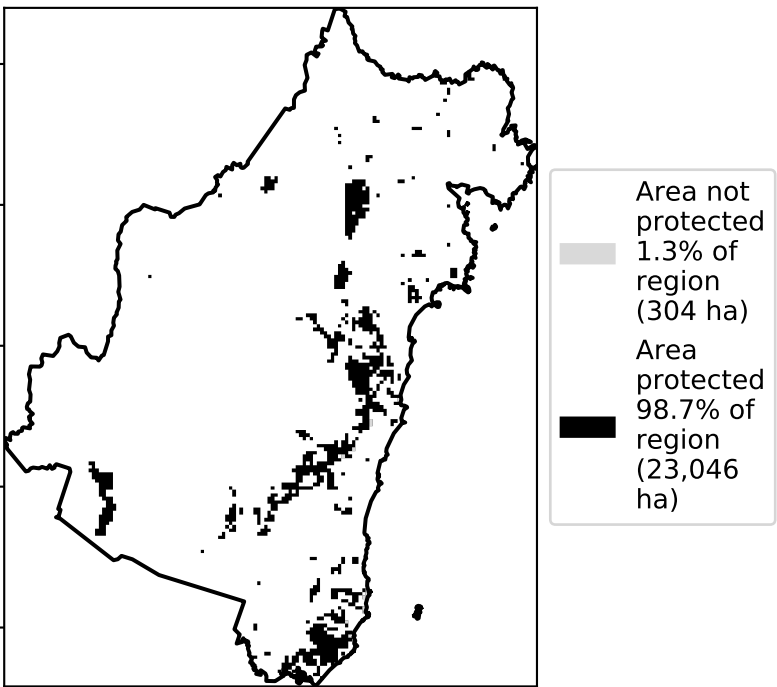 Area not
protected
1.3% of
region
(304 ha)
Area
protected
98.7% of
region
(23,046
ha)